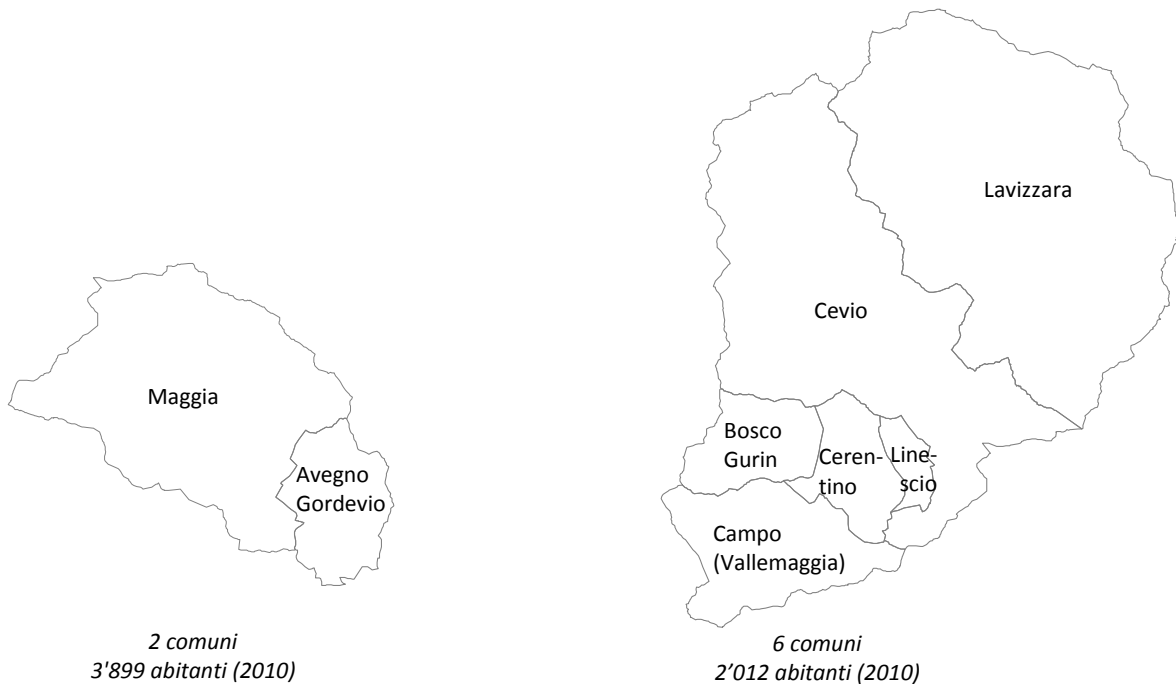 Maggia
Avegno
Gordevio
2 comuni
3'899 abitanti (2010)
Lavizzara
Cevio
Bosco
Gurin
Ceren-
tino
Line-
scio
Campo
(Vallemaggia)
6 comuni
2’012 abitanti (2010)